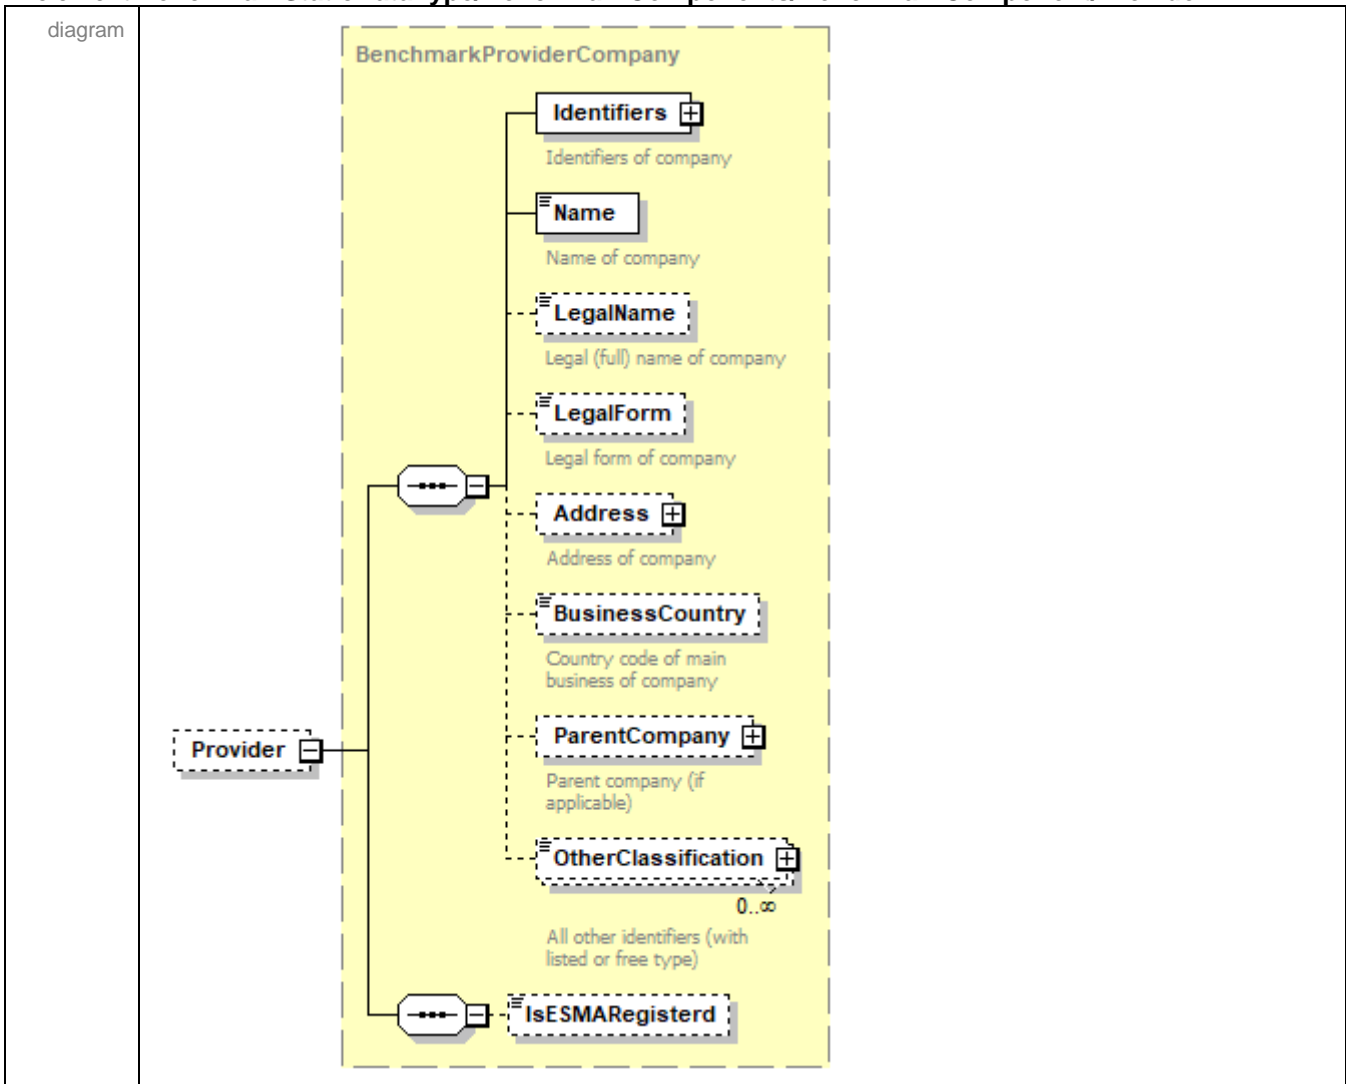 diagram
BenchmarkProviderCompany
Identifiers
Identifiers of company
Name
Name of company
LegalName
Legal (full) name of company
LegalForm
Legal form of company
Address
Address of company
BusinessCountry
Country code of main
business of company
Provider
ParentCompany
Parent company (if
applicable)
OtherClassification
0..∞
All other identifiers (with
listed or free type)
IsESMARegisterd